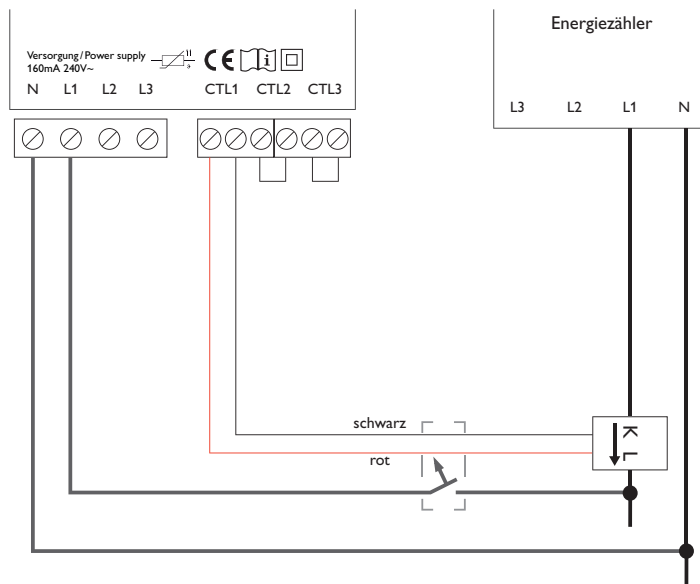 Energiezähler
Versorgung/Power supply
160mA 240V~
N L1 L2 L3 CTL1 CTL2 CTL3
L3 L2 L1 N
schwarz
rot
K L